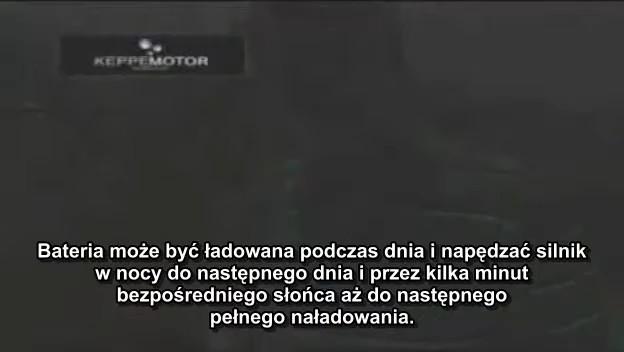 KEPPEMOTOR
Bateria może być ładowana podczas dnia i napędzać silnik
w nocy do następnego dnia i przez kilka minut
bezpośredniego słońca aż do następnego
pełnego naładowania.